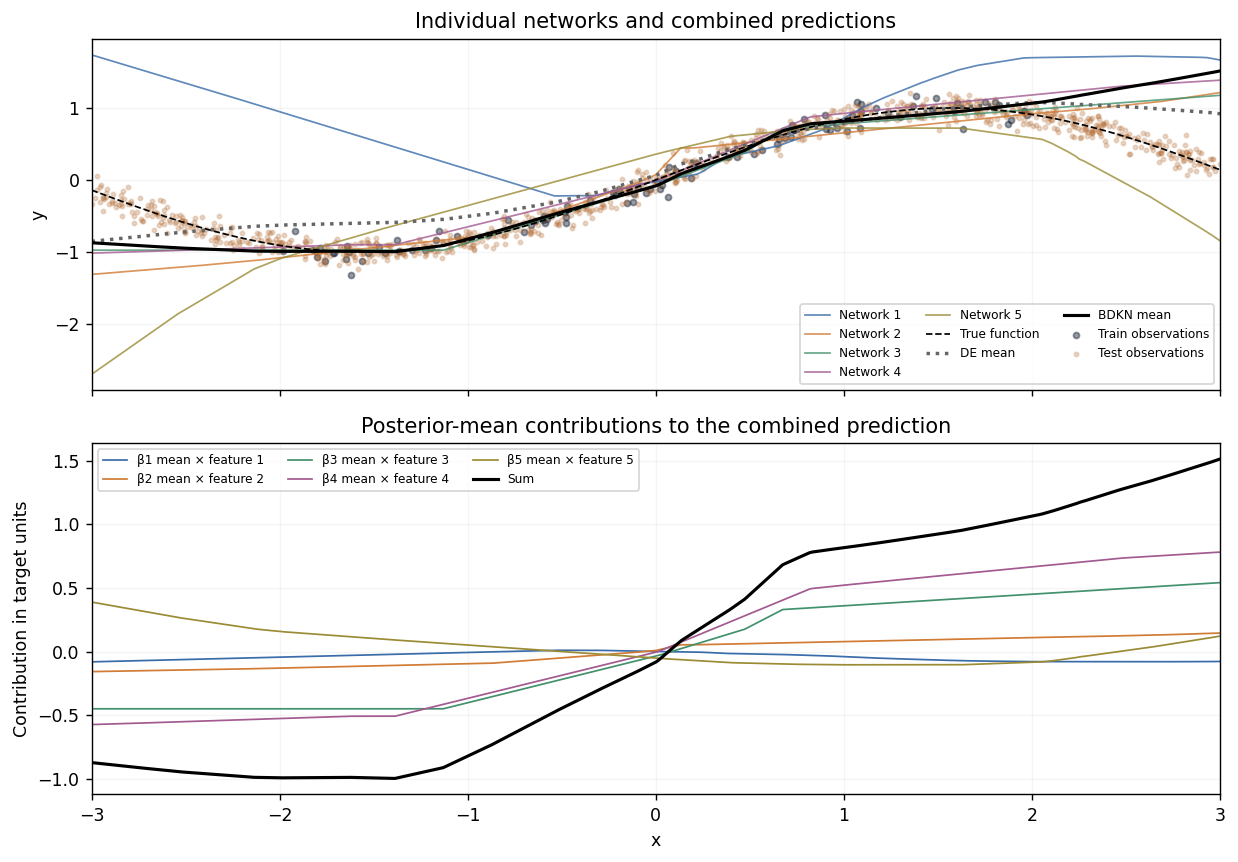 Individual networks and combined predictions
y
1
0
−1
−2
Network 1
Network 2
Network 3
Network 4
Network 5
True function
DE mean
BDKN mean
Train observations
Test observations
Posterior-mean contributions to the combined prediction
Contribution in target units
1.5
1.0
0.5
0.0
−0.5
−1.0
β1 mean × feature 1
β2 mean × feature 2
β3 mean × feature 3
β4 mean × feature 4
β5 mean × feature 5
Sum
−3 −2 −1 0 1 2 3
x